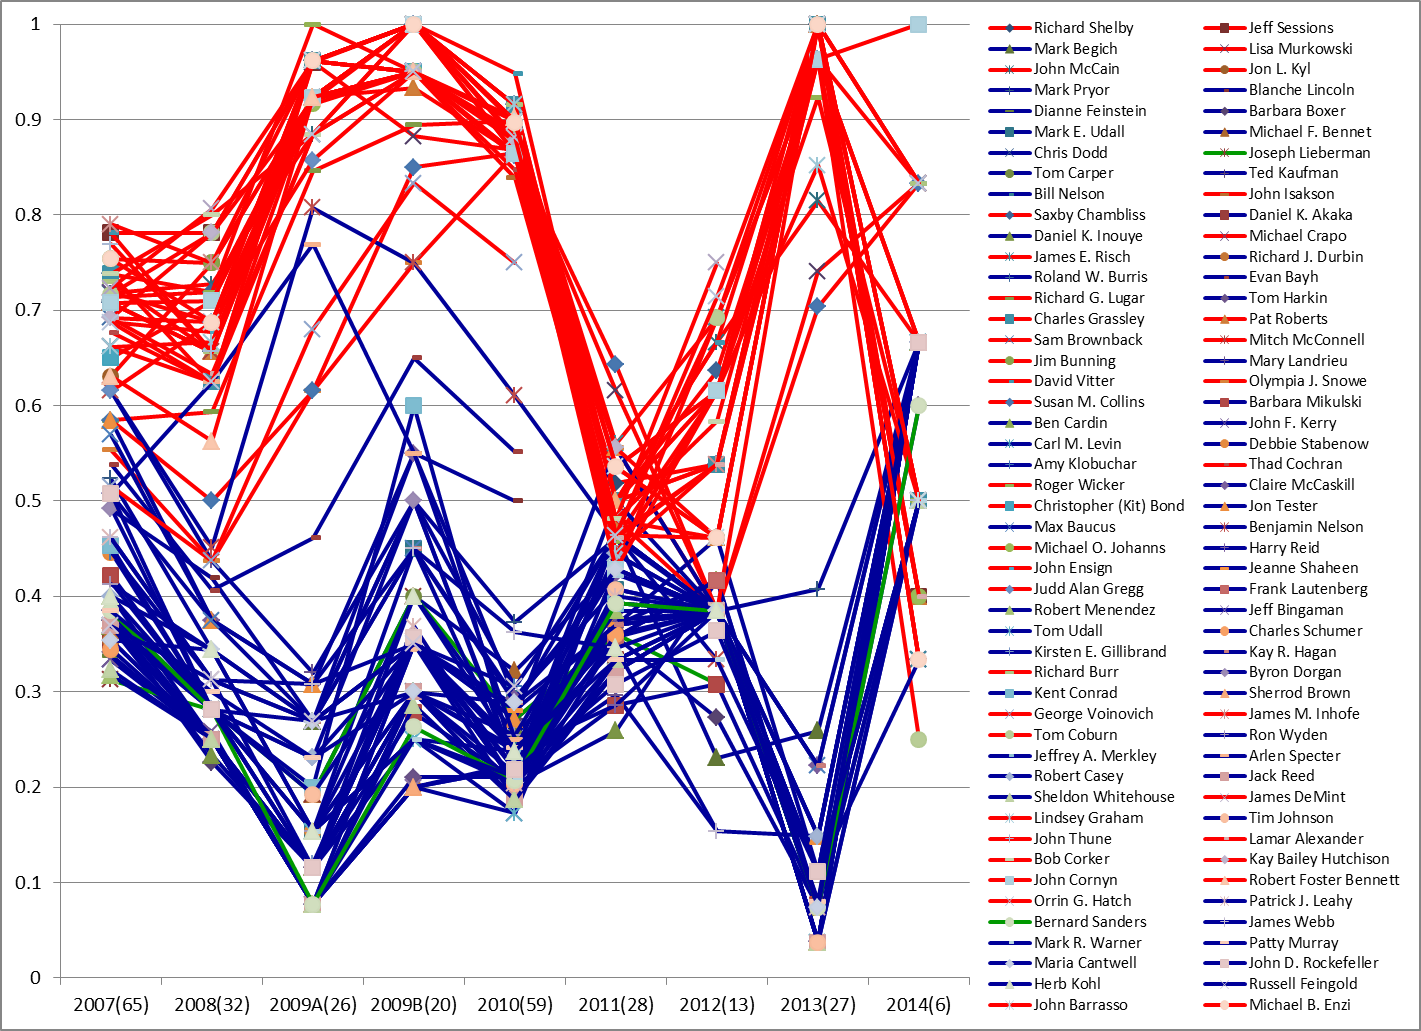 1
0.9
0.8
0.7
0.6
0.5
0.4
0.3
0.2
0.1
0
2007(65) 2008(32) 2009A(26) 2009B(20) 2010(59) 2011(28) 2012(13) 2013(27) 2014(6)
Richard Shelby Jeff Sessions
Mark Begich Lisa Murkowski
John McCain Jon L. Kyl
Mark Pryor Blanche Lincoln
Dianne Feinstein Barbara Boxer
Mark E. Udall Michael F. Bennet
Chris Dodd Joseph Lieberman
Tom Carper Ted Kaufman
Bill Nelson John Isakson
Saxby Chambliss Daniel K. Akaka
Daniel K. Inouye Michael Crapo
James E. Risch Richard J. Durbin
Roland W. Burris Evan Bayh
Richard G. Lugar Tom Harkin
Charles Grassley Pat Roberts
Sam Brownback Mitch McConnell
Jim Bunning Mary Landrieu
David Vitter Olympia J. Snowe
Susan M. Collins Barbara Mikulski
Ben Cardin John F. Kerry
Carl M. Levin Debbie Stabenow
Amy Klobuchar Thad Cochran
Roger Wicker Claire McCaskill
Christopher (Kit) Bond Jon Tester
Max Baucus Benjamin Nelson
Michael O. Johanns Harry Reid
John Ensign Jeanne Shaheen
Judd Alan Gregg Frank Lautenberg
Robert Menendez Jeff Bingaman
Tom Udall Charles Schumer
Kirsten E. Gillibrand Kay R. Hagan
Richard Burr Byron Dorgan
Kent Conrad Sherrod Brown
George Voinovich James M. Inhofe
Tom Coburn Ron Wyden
Jeffrey A. Merkley Arlen Specter
Robert Casey Jack Reed
Sheldon Whitehouse James DeMint
Lindsey Graham Tim Johnson
John Thune Lamar Alexander
Bob Corker Kay Bailey Hutchison
John Cornyn Robert Foster Bennett
Orrin G. Hatch Patrick J. Leahy
Bernard Sanders James Webb
Mark R. Warner Patty Murray
Maria Cantwell John D. Rockefeller
Herb Kohl Russell Feingold
John Barrasso Michael B. Enzi